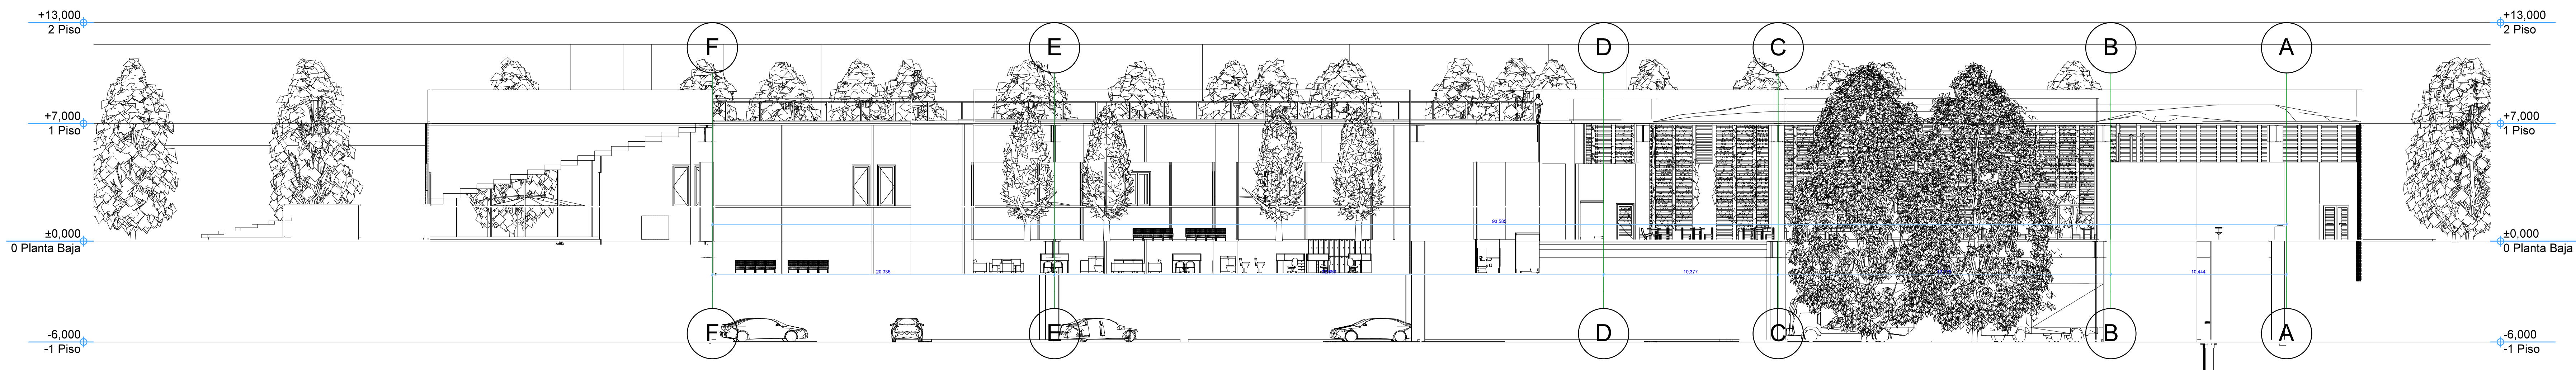 +13,000
2 Piso
F
E
D
C
B
A
+13,000
2 Piso
+7,000
1 Piso
+7,000
1 Piso
93,585
±0,000
0 Planta Baja
±0,000
0 Planta Baja
20,336
10,377
10,444
-6,000
-1 Piso
F
E
D
C
B
A
-6,000
-1 Piso